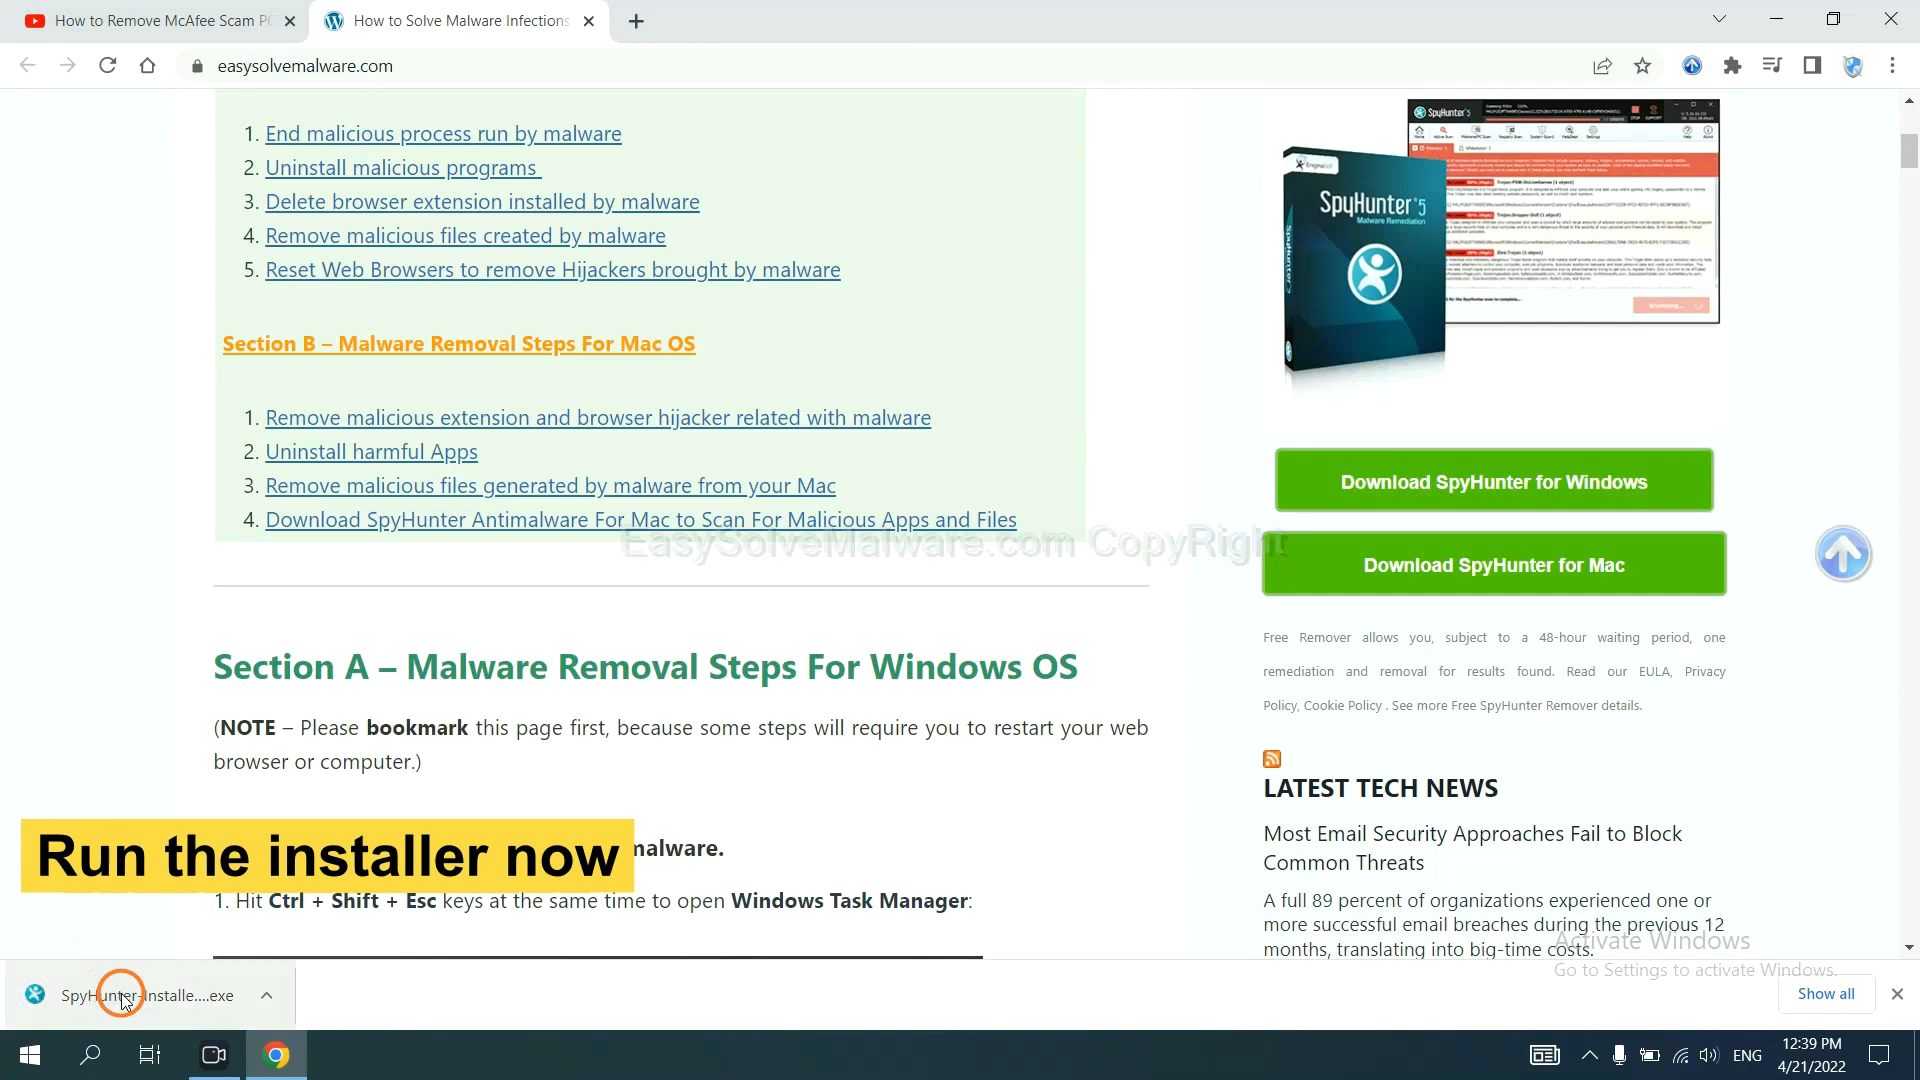 How to Remove McAfee Scam P
How to Solve Malware Infections
easysolvemalware.com
1. End malicious process run by malware
2. Uninstall malicious programs
3. Delete browser extension installed by malware
4. Remove malicious files created by malware
5. Reset Web Browsers to remove Hijackers brought by malware
Section B – Malware Removal Steps For Mac OS
1. Remove malicious extension and browser hijacker related with malware
2. Uninstall harmful Apps
3. Remove malicious files generated by malware from your Mac
4. Download SpyHunter Antimalware For Mac to Scan For Malicious Apps and Files
EasySolveMalware.com CopyRight
Section A – Malware Removal Steps For Windows OS
(NOTE – Please bookmark this page first, because some steps will require you to restart your web
browser or computer.)
Run the installer now
malware.
1. Hit Ctrl + Shift + Esc keys at the same time to open Windows Task Manager:
SpyHunter 5
SpyHunter®5
Malware Remediation
SpyHunter 5
Download SpyHunter for Windows
Download SpyHunter for Mac
Free Remover allows you, subject to a 48-hour waiting period, one
remediation and removal for results found. Read our EULA, Privacy
Policy, Cookie Policy . See more Free SpyHunter Remover details.
LATEST TECH NEWS
Most Email Security Approaches Fail to Block
Common Threats
A full 89 percent of organizations experienced one or
more successful email breaches during the previous 12
months, translating into big-time costs.
Activate Windows
Go to Settings to activate Windows.
SpyHunter-Installe....exe
Show all
ENG
12:39 PM
4/21/2022